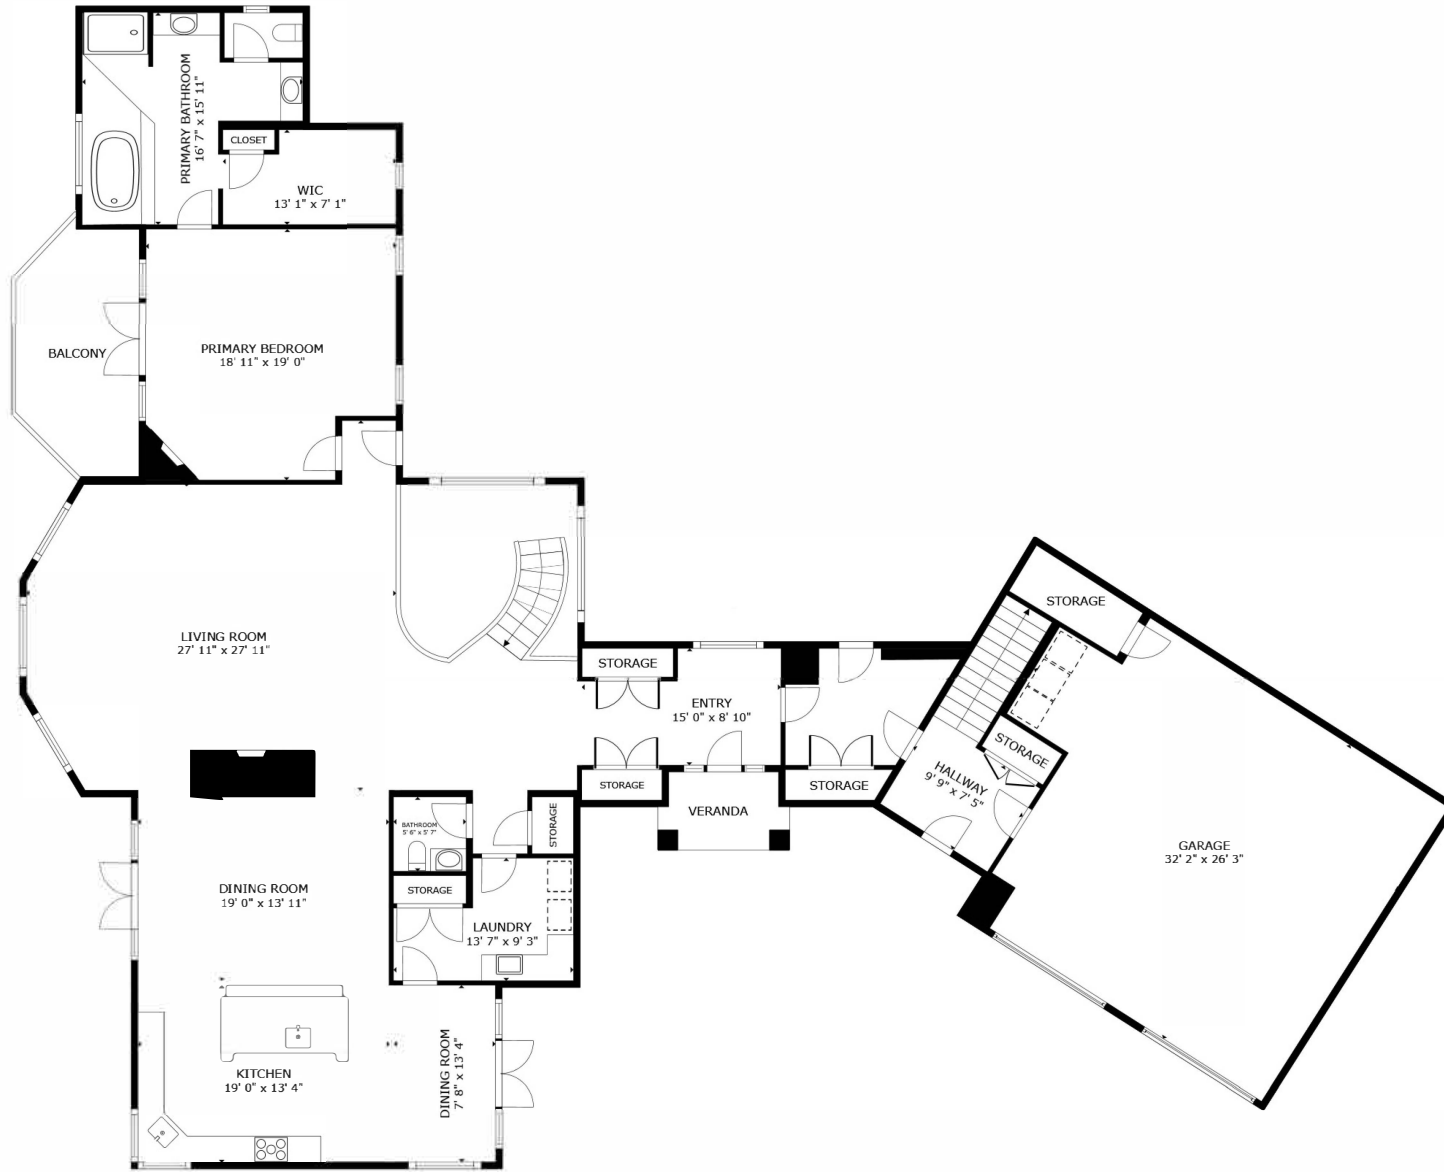 PRIMARY BATHROOM
16' 7" x 15' 11"
CLOSET
WIC
13' 1" x 7' 1"
BALCONY
PRIMARY BEDROOM
18' 11" x 19' 0"
LIVING ROOM
27' 11" x 27' 11"
STORAGE
ENTRY
15' 0" x 8' 10"
STORAGE
VERANDA
STORAGE
STORAGE
STORAGE
HALLWAY
9' 9" x 7' 5"
GARAGE
32' 2" x 26' 3"
BATHROOM
5' 6" x 5' 7"
STORAGE
STORAGE
DINING ROOM
19' 0" x 13' 11"
LAUNDRY
13' 7" x 9' 3"
KITCHEN
19' 0" x 13' 4"
DINING ROOM
7' 8" x 13' 4"